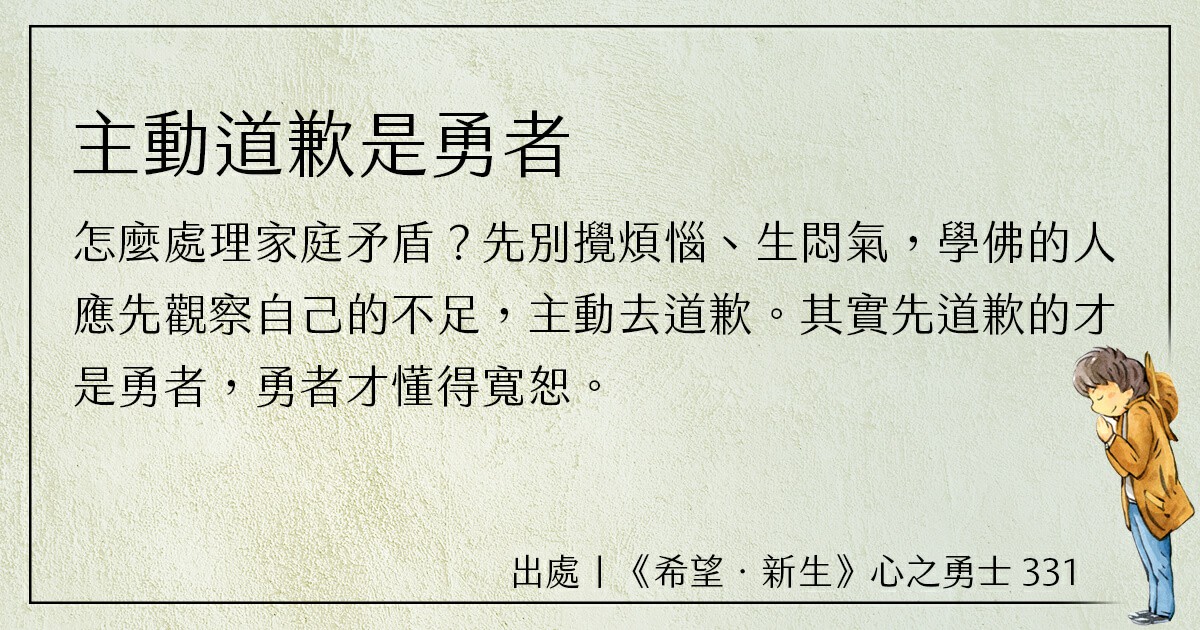 主動道歉是勇者
怎麼處理家庭矛盾？先別攪煩惱、生悶氣，學佛的人
應先觀察自己的不足，主動去道歉。其實先道歉的才
是勇者，勇者才懂得寬恕。
出處｜《希望．新生》心之勇士 331